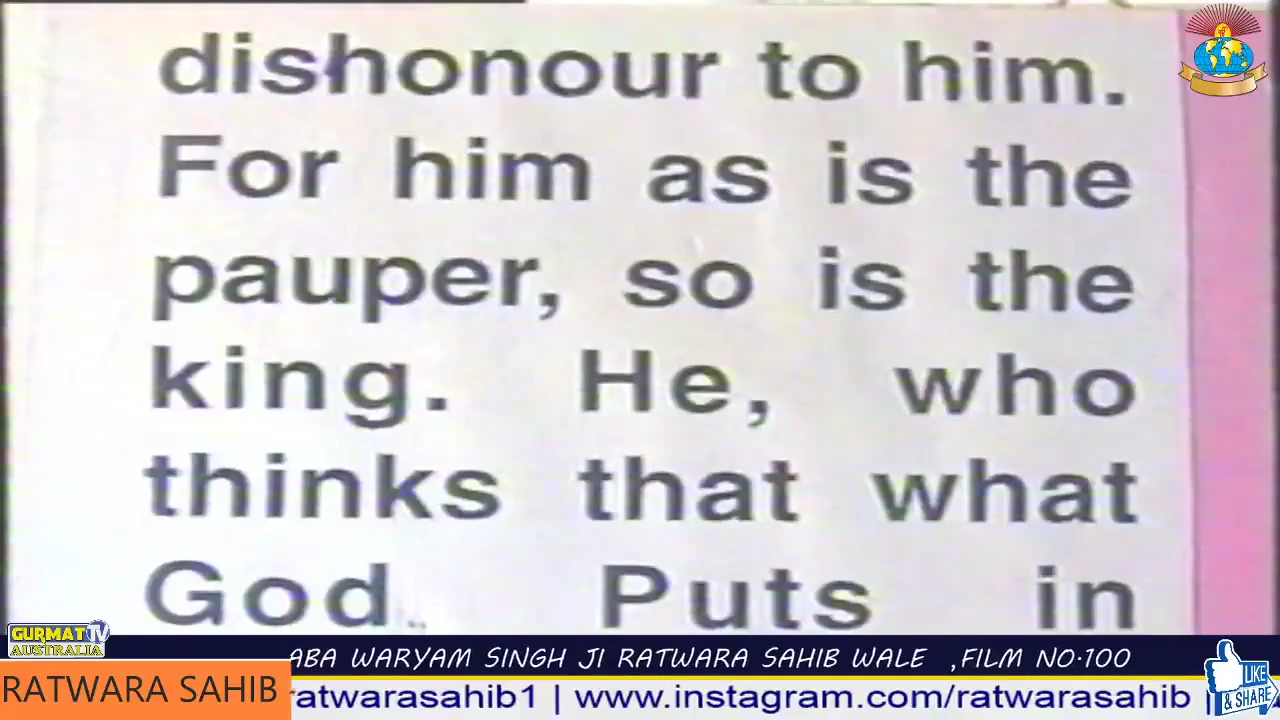 dishonour to him.
For him as is the
pauper, so is the
king. He, who
thinks that what
God Puts in
GURMAT TV
AUSTRALIA
ABA WARYAM SINGH JI RATWARA SAHIB WALE ,FILM NO.100
RATWARA SAHIB
ratwarasahib1 | www.instagram.com/ratwarasahib |
LIKE
& SHARE